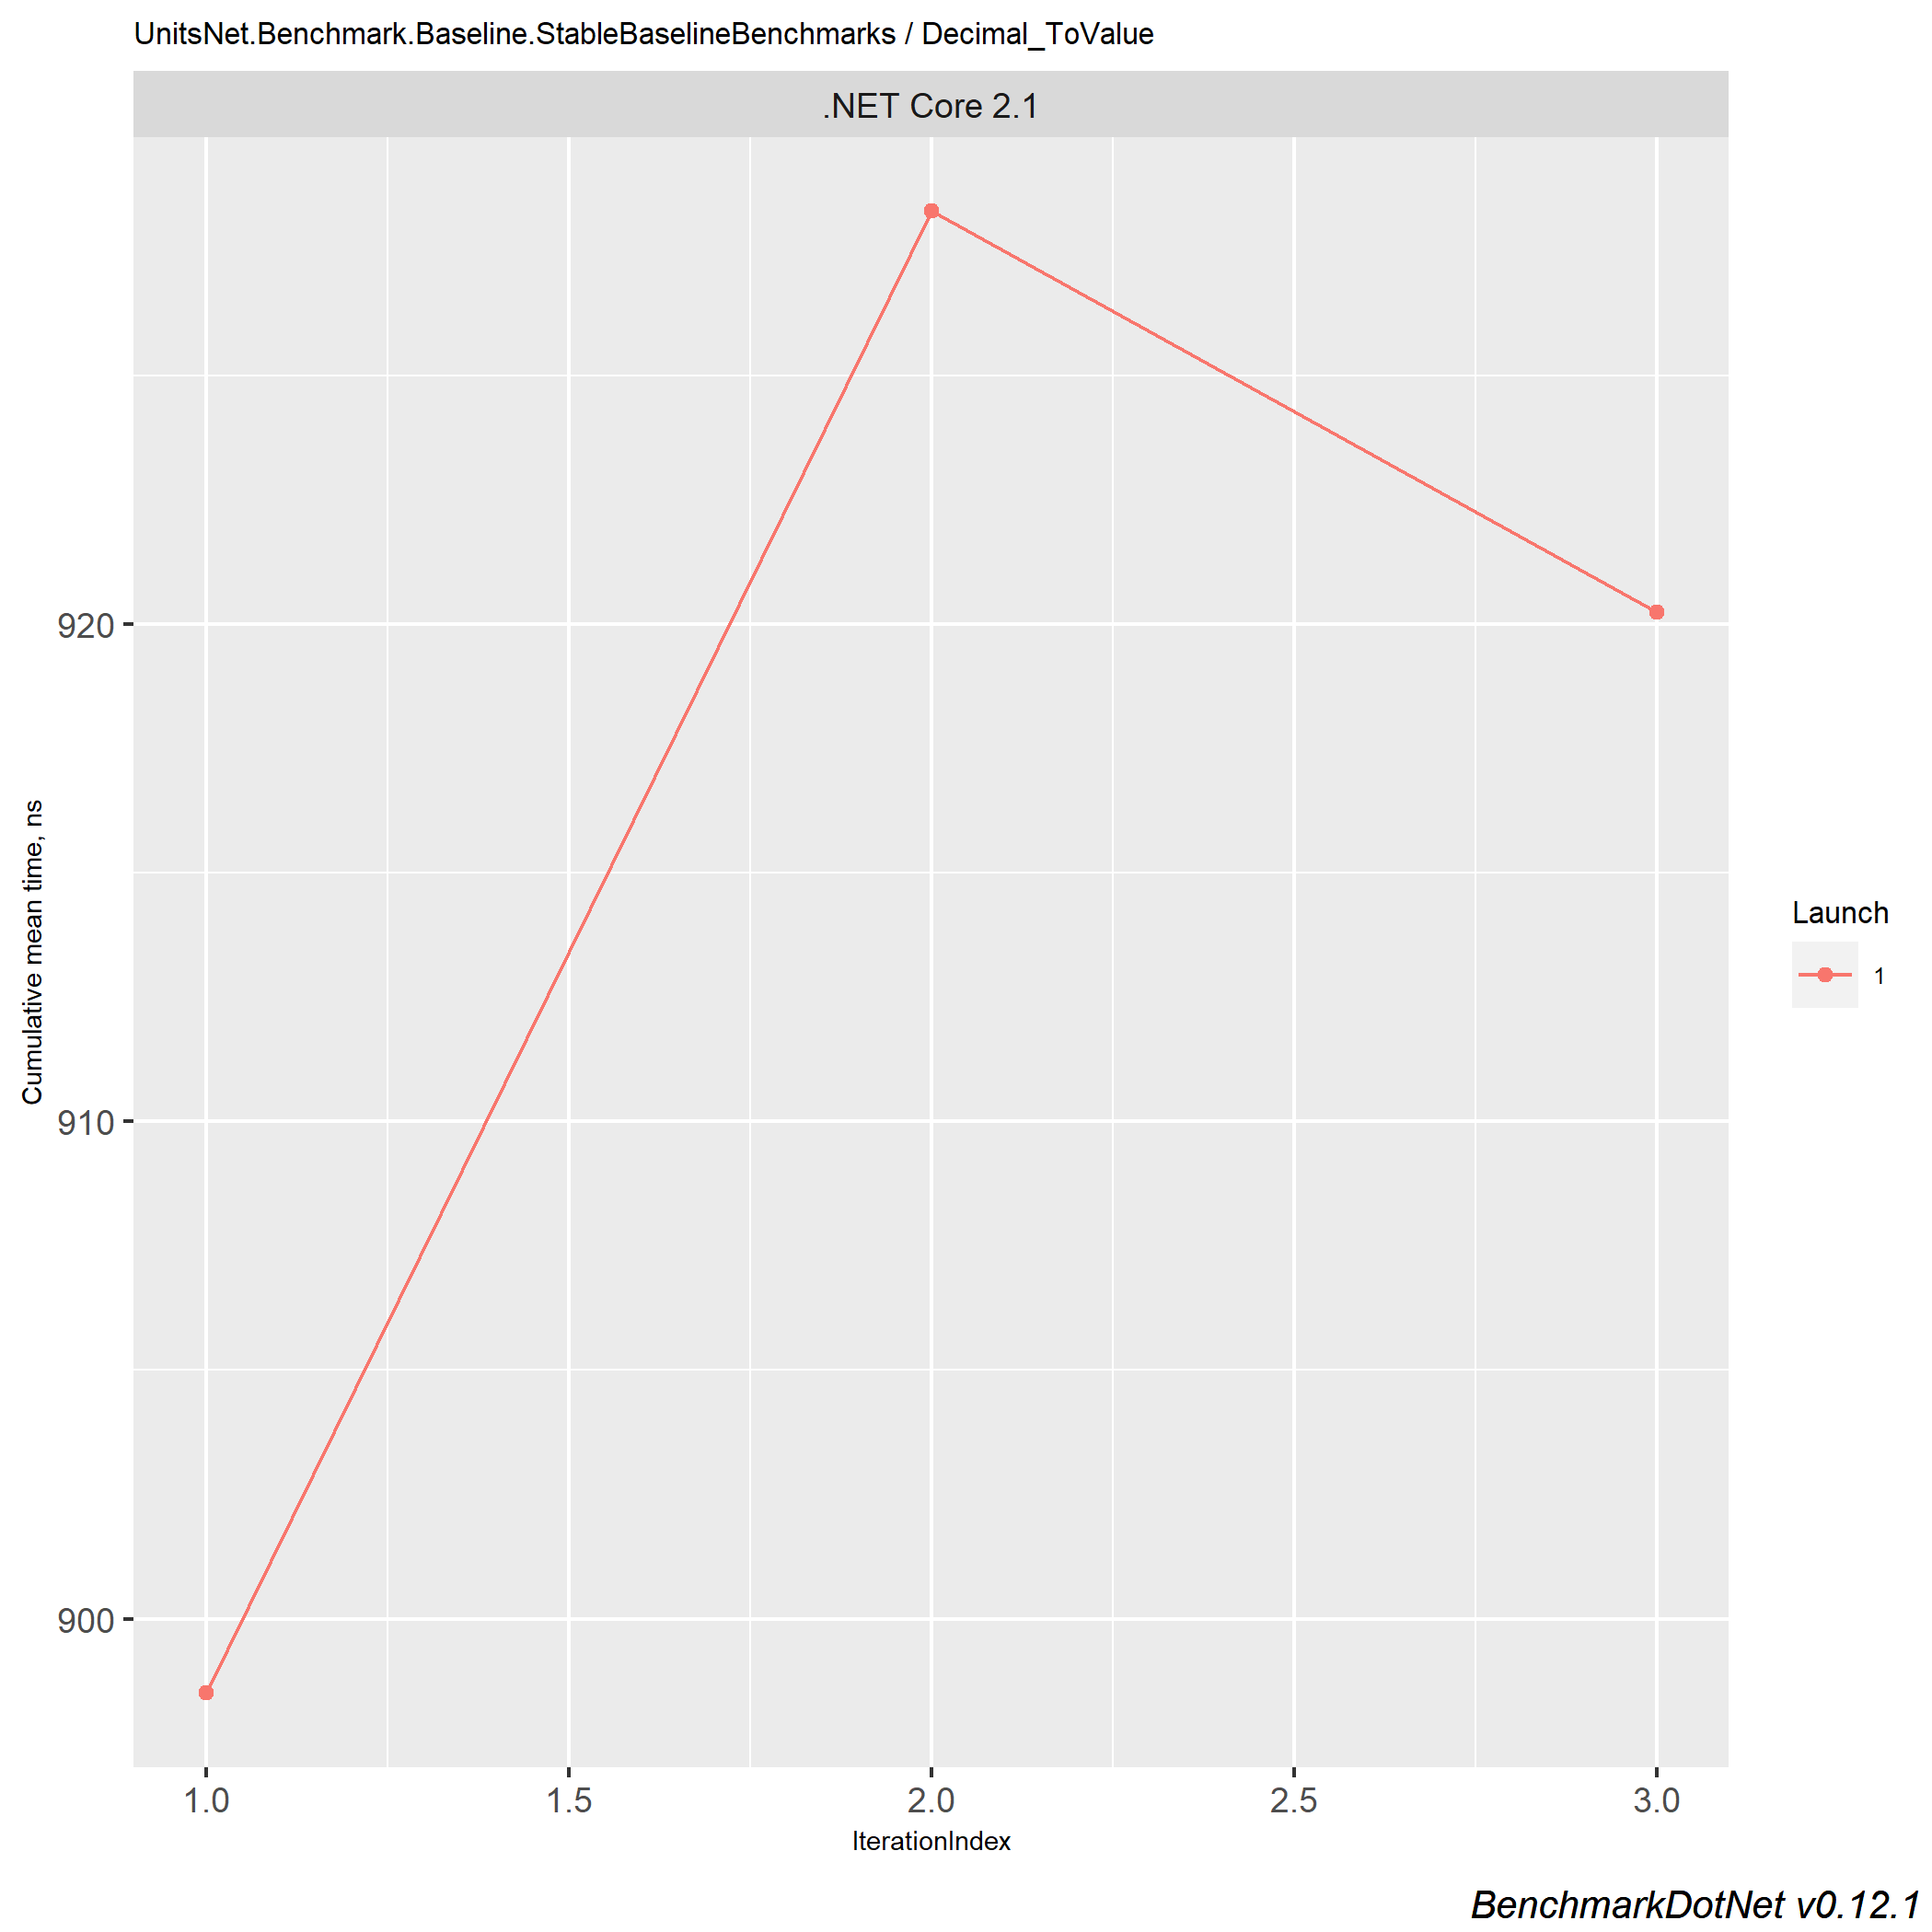 UnitsNet.Benchmark.Baseline.StableBaselineBenchmarks / Decimal_ToValue
.NET Core 2.1
Cumulative mean time, ns
920
910
900
1.0 1.5 2.0 2.5 3.0
IterationIndex
Launch
1
BenchmarkDotNet v0.12.1